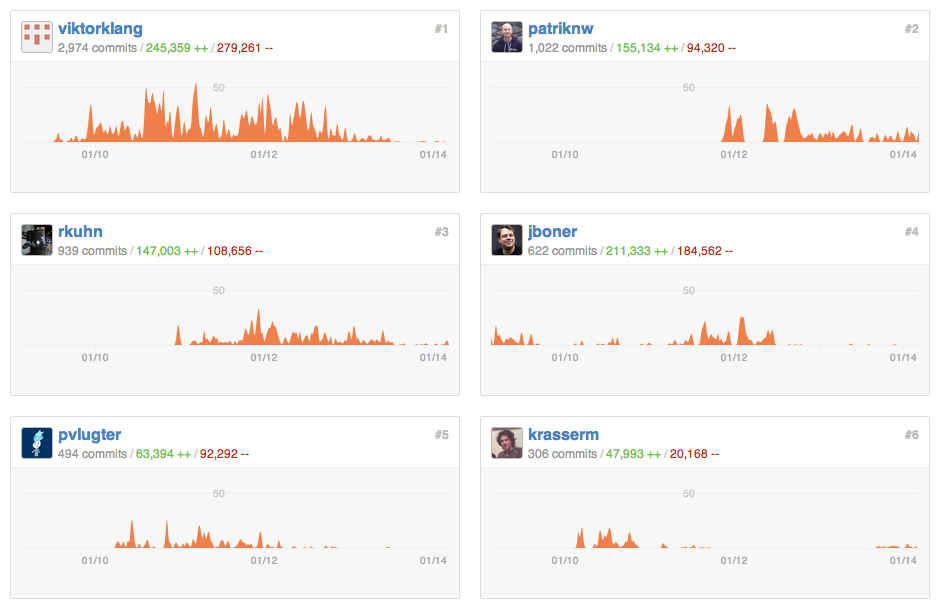 viktorklang #1
2,974 commits / 245,359 ++ / 279,261 --
50
01/10 01/12 01/14
patriknw #2
1,022 commits / 155,134 ++ / 94,320 --
50
01/10 01/12 01/14
rkuhn #3
939 commits / 147,003 ++ / 108,656 --
50
01/10 01/12 01/14
jboner #4
622 commits / 211,333 ++ / 184,562 --
50
01/10 01/12 01/14
pvlugter #5
494 commits / 63,394 ++ / 92,292 --
50
01/10 01/12 01/14
krasserm #6
306 commits / 47,993 ++ / 20,168 --
50
01/10 01/12 01/14